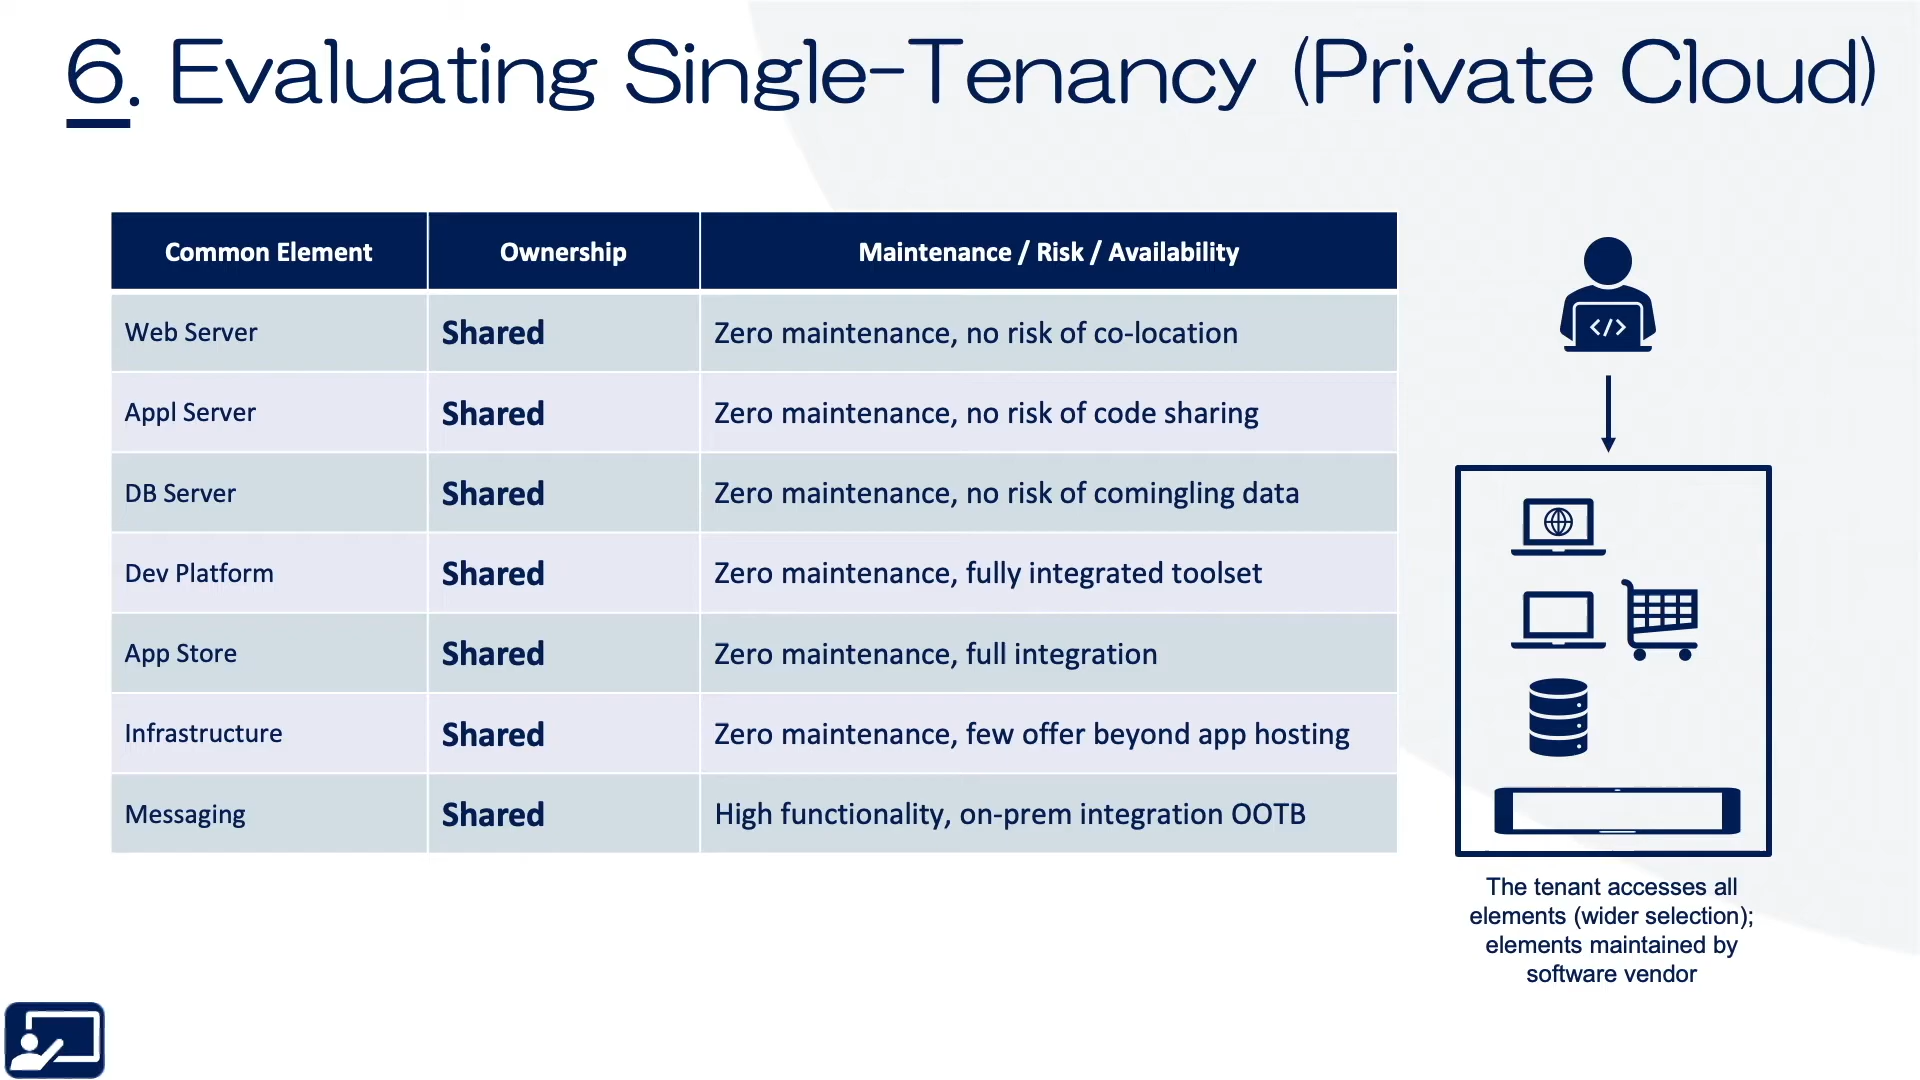 6. Evaluating Single-Tenancy (Private Cloud)
Common Element Ownership Maintenance / Risk / Availability
Web Server Shared Zero maintenance, no risk of co-location
Appl Server Shared Zero maintenance, no risk of code sharing
DB Server Shared Zero maintenance, no risk of comingling data
Dev Platform Shared Zero maintenance, fully integrated toolset
App Store Shared Zero maintenance, full integration
Infrastructure Shared Zero maintenance, few offer beyond app hosting
Messaging Shared High functionality, on-prem integration OOTB
</>
The tenant accesses all
elements (wider selection);
elements maintained by
software vendor